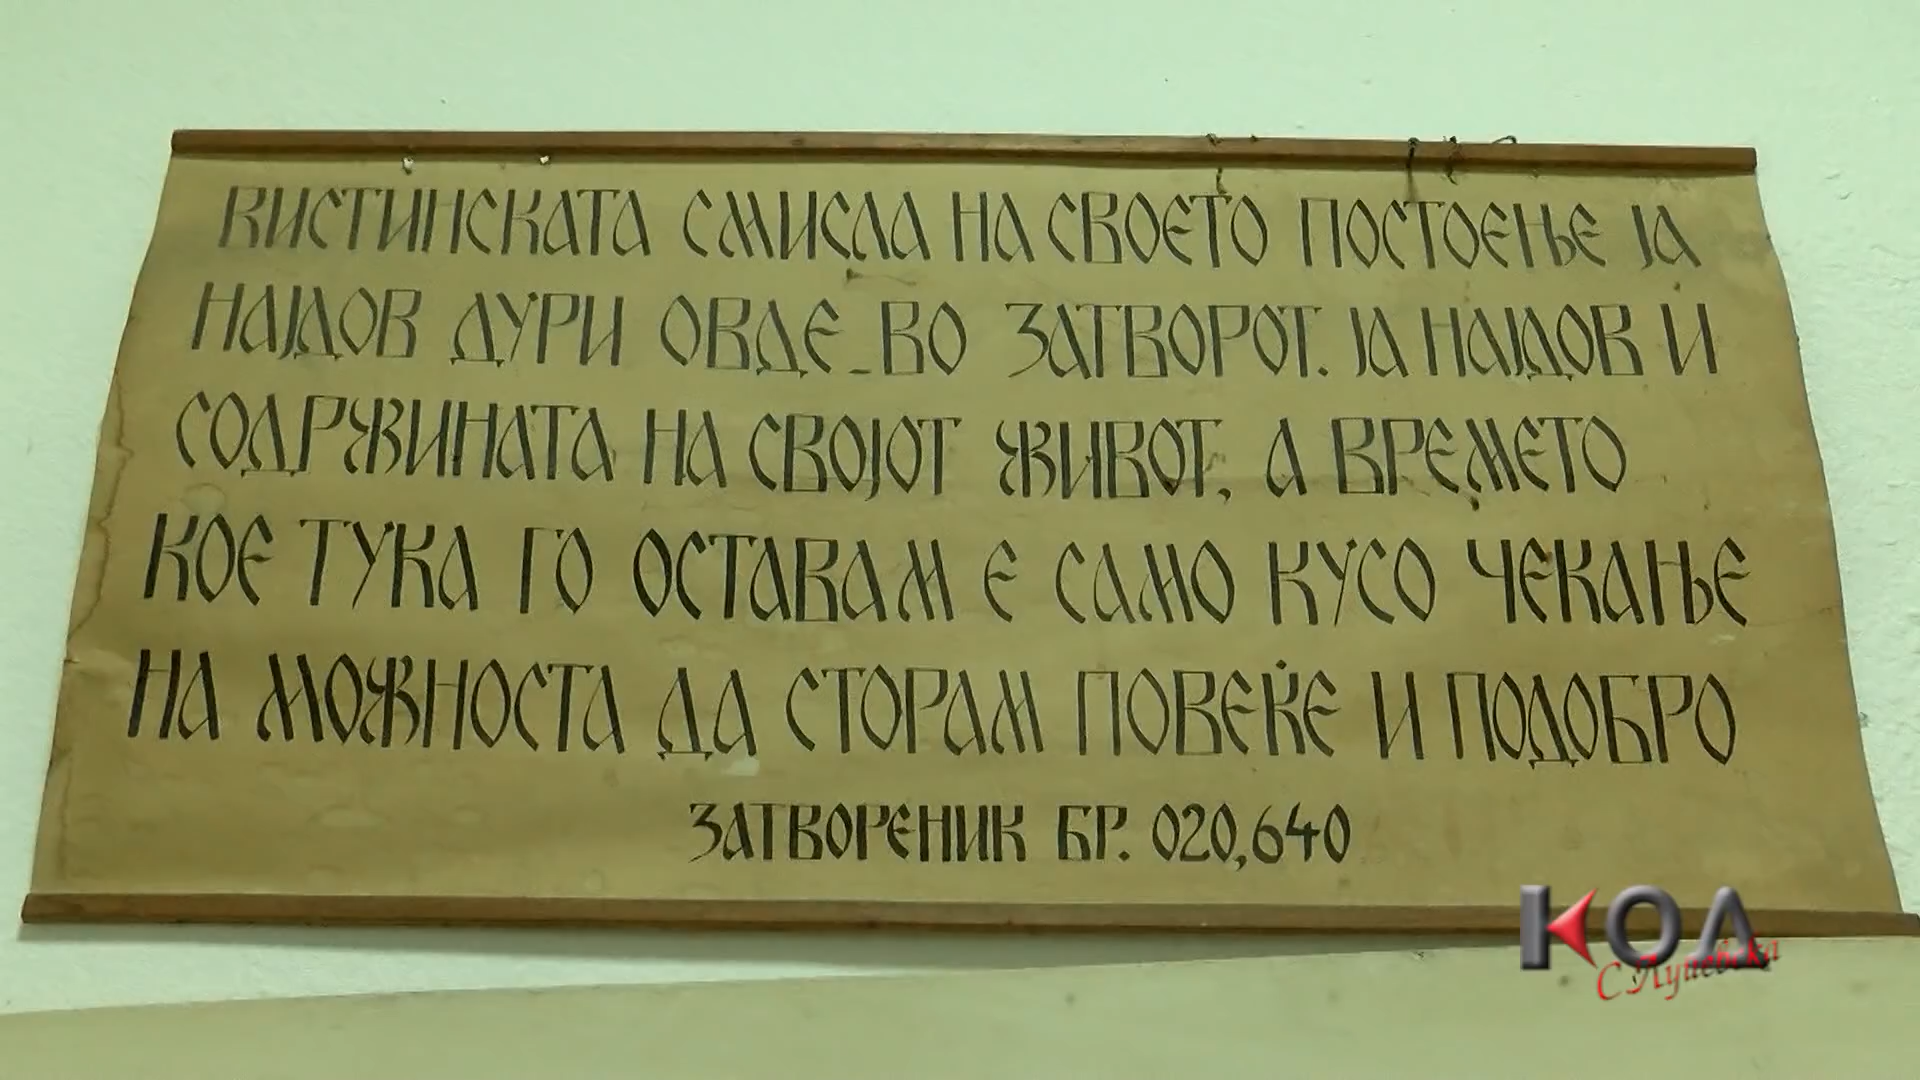 ВИСТИНСКАТА СМИСЛА НА СВОЕТО ПОСТОЕЊЕ ЈА
НАЈДОВ ДУРИ ОВДЕ_ВО ЗАТВОРОТ. ЈА НАЈДОВ И
СОДРЖИНАТА НА СВОЈОТ ЖИВОТ, А ВРЕМЕТО
КОЕ ТУКА ГО ОСТАВАМ Е САМО КУСО ЧЕКАЊЕ
НА МОЖНОСТА ДА СТОРАМ ПОВЕЌЕ И ПОДОБРО
ЗАТВОРЕНИК БР. 020,640
КОД
С.Лупевска